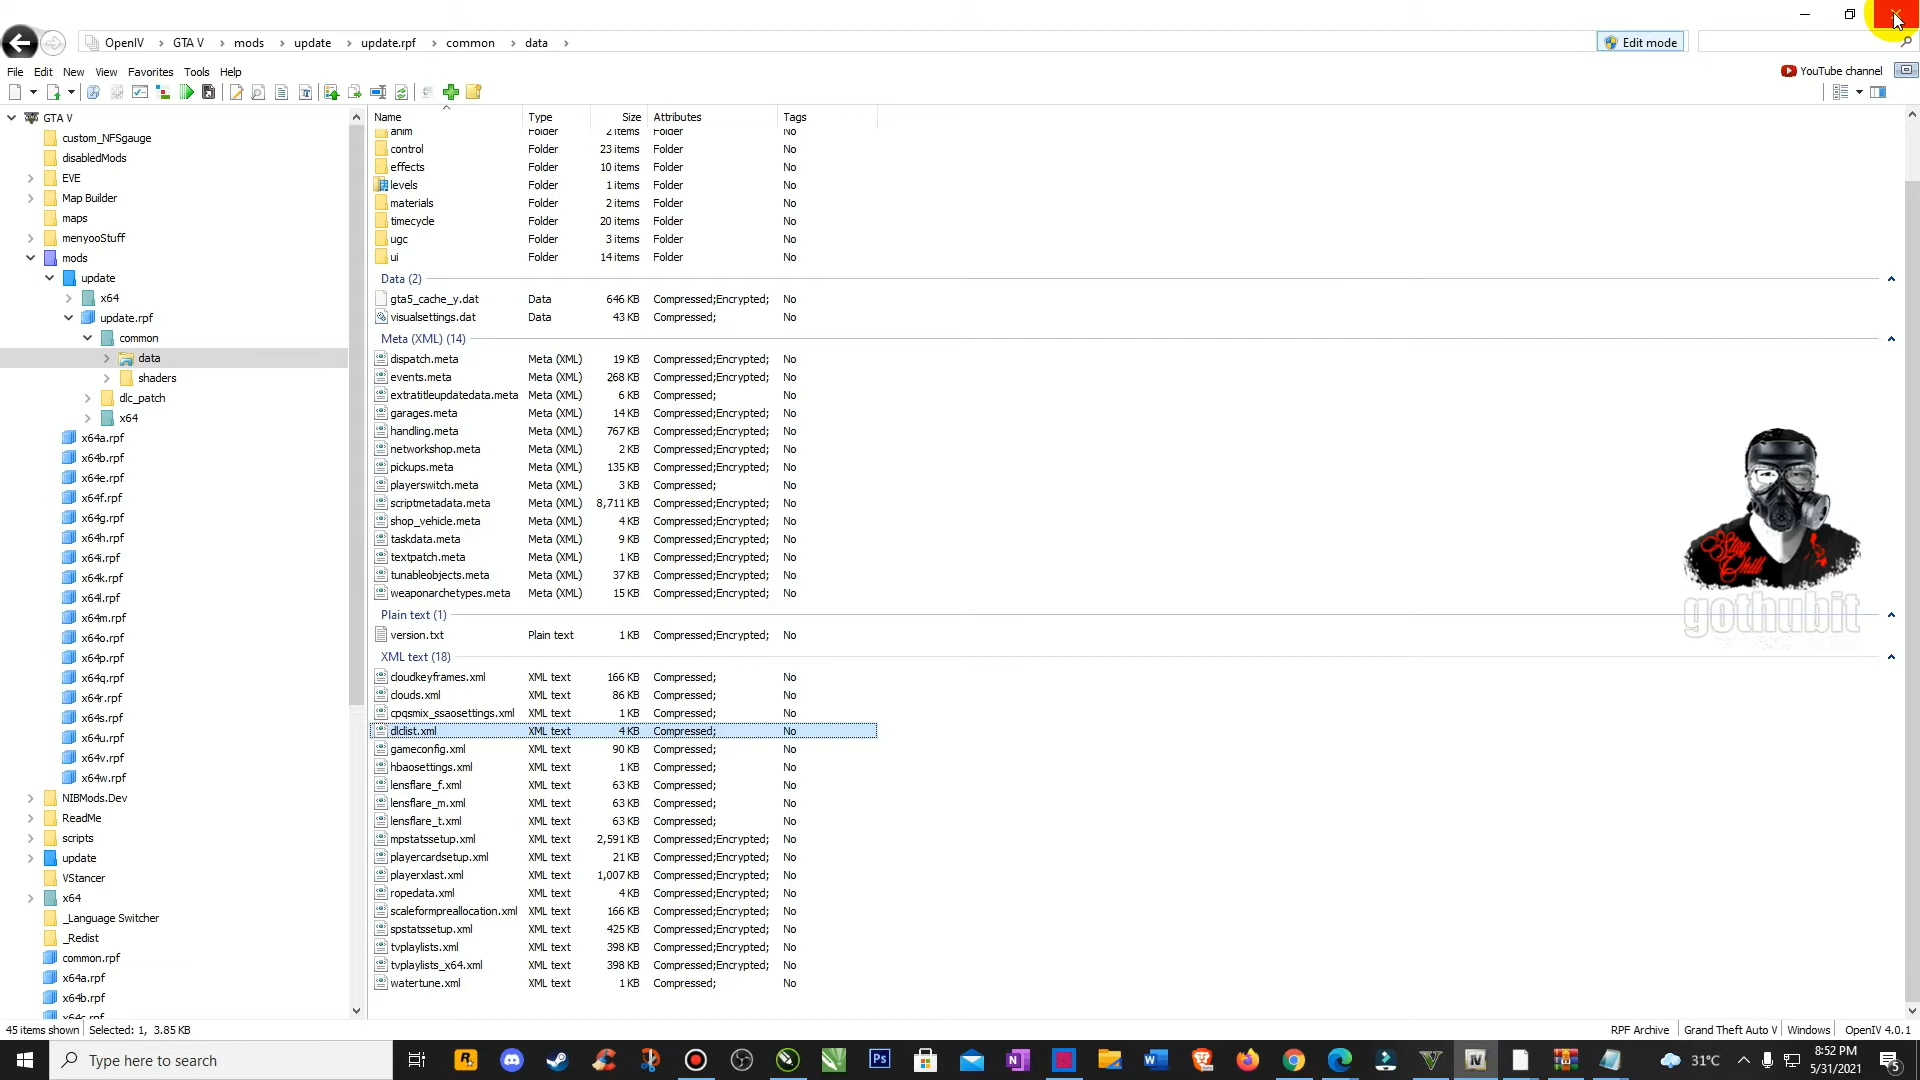 OpenIV > GTA V > mods > update > update.rpf > common > data >
Edit mode
File Edit New View Favorites Tools Help
YouTube channel
GTA V
custom_NFSgauge
disabledMods
EVE
Map Builder
maps
menyooStuff
mods
update
x64
update.rpf
common
data
shaders
dlc_patch
x64
x64a.rpf
x64b.rpf
x64e.rpf
x64f.rpf
x64g.rpf
x64h.rpf
x64i.rpf
x64k.rpf
x64l.rpf
x64m.rpf
x64o.rpf
x64p.rpf
x64q.rpf
x64r.rpf
x64s.rpf
x64u.rpf
x64v.rpf
x64w.rpf
NIBMods.Dev
ReadMe
scripts
update
VStancer
x64
_Language Switcher
_Redist
common.rpf
x64a.rpf
x64b.rpf
x64c.rpf
Name Type Size Attributes Tags
anim Folder 2 items Folder No
control Folder 23 items Folder No
effects Folder 10 items Folder No
levels Folder 1 items Folder No
materials Folder 2 items Folder No
timecycle Folder 20 items Folder No
ugc Folder 3 items Folder No
ui Folder 14 items Folder No
Data (2)
gta5_cache_y.dat Data 646 KB Compressed;Encrypted; No
visualsettings.dat Data 43 KB Compressed; No
Meta (XML) (14)
dispatch.meta Meta (XML) 19 KB Compressed;Encrypted; No
events.meta Meta (XML) 268 KB Compressed;Encrypted; No
extratitleupdatedata.meta Meta (XML) 6 KB Compressed; No
garages.meta Meta (XML) 14 KB Compressed;Encrypted; No
handling.meta Meta (XML) 767 KB Compressed;Encrypted; No
networkshop.meta Meta (XML) 2 KB Compressed;Encrypted; No
pickups.meta Meta (XML) 135 KB Compressed;Encrypted; No
playerswitch.meta Meta (XML) 3 KB Compressed; No
scriptmetadata.meta Meta (XML) 8,711 KB Compressed;Encrypted; No
shop_vehicle.meta Meta (XML) 4 KB Compressed;Encrypted; No
taskdata.meta Meta (XML) 9 KB Compressed;Encrypted; No
textpatch.meta Meta (XML) 1 KB Compressed;Encrypted; No
tunableobjects.meta Meta (XML) 37 KB Compressed;Encrypted; No
weaponarchetypes.meta Meta (XML) 15 KB Compressed;Encrypted; No
Plain text (1)
version.txt Plain text 1 KB Compressed;Encrypted; No
XML text (18)
cloudkeyframes.xml XML text 166 KB Compressed; No
clouds.xml XML text 86 KB Compressed; No
cpqsmix_ssaosettings.xml XML text 1 KB Compressed; No
dlclist.xml XML text 4 KB Compressed; No
gameconfig.xml XML text 90 KB Compressed; No
hbaosettings.xml XML text 1 KB Compressed; No
lensflare_f.xml XML text 63 KB Compressed; No
lensflare_m.xml XML text 63 KB Compressed; No
lensflare_t.xml XML text 63 KB Compressed; No
mpstatssetup.xml XML text 2,591 KB Compressed;Encrypted; No
playercardsetup.xml XML text 21 KB Compressed;Encrypted; No
playerxlast.xml XML text 1,007 KB Compressed;Encrypted; No
ropedata.xml XML text 4 KB Compressed;Encrypted; No
scaleformpreallocation.xml XML text 166 KB Compressed;Encrypted; No
spstatssetup.xml XML text 425 KB Compressed;Encrypted; No
tvplaylists.xml XML text 398 KB Compressed;Encrypted; No
tvplaylists_x64.xml XML text 398 KB Compressed;Encrypted; No
watertune.xml XML text 1 KB Compressed; No
Stay
Chill
gothubit
45 items shown Selected: 1, 3.85 KB
RPF Archive Grand Theft Auto V Windows OpenIV 4.0.1
Type here to search
31°C
8:52 PM
5/31/2021
5